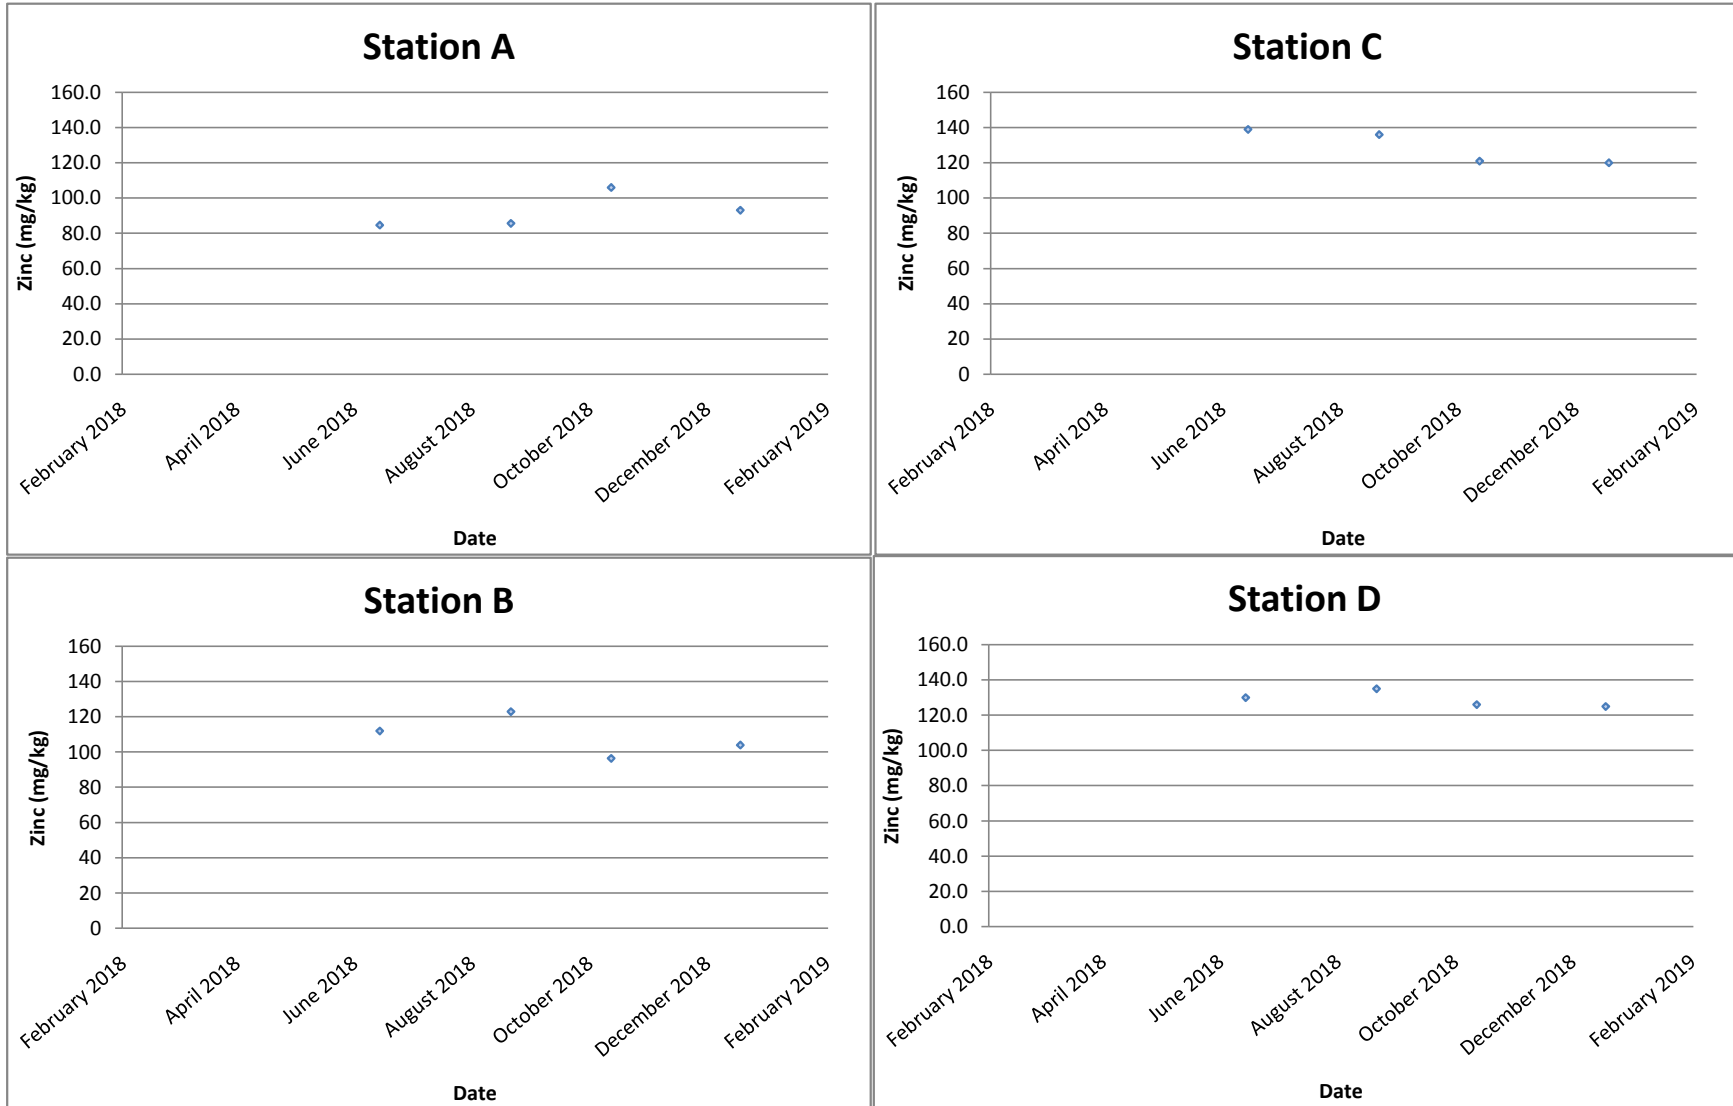 Station A
Zinc (mg/kg)
160.0
140.0
120.0
100.0
80.0
60.0
40.0
20.0
0.0
February 2018
April 2018
June 2018
August 2018
October 2018
December 2018
February 2019
Date
Station C
Zinc (mg/kg)
160
140
120
100
80
60
40
20
0
February 2018
April 2018
June 2018
August 2018
October 2018
December 2018
February 2019
Date
Station B
Zinc (mg/kg)
160
140
120
100
80
60
40
20
0
February 2018
April 2018
June 2018
August 2018
October 2018
December 2018
February 2019
Date
Station D
Zinc (mg/kg)
160.0
140.0
120.0
100.0
80.0
60.0
40.0
20.0
0.0
February 2018
April 2018
June 2018
August 2018
October 2018
December 2018
February 2019
Date